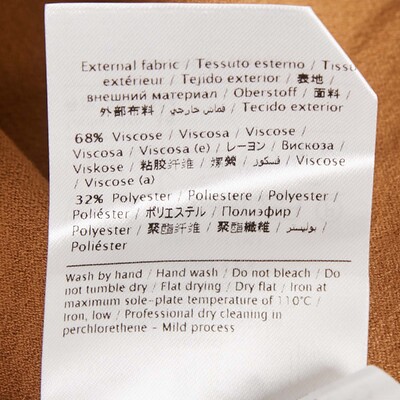 External fabric / Tessuto esterno / Tissu
extérieur / Tejido exterior / 表地 /
внешний материал / Oberstoff / 面料 /
外部布料 / قماش خارجي / Tecido exterior
68% Viscose / Viscosa / Viscose /
Viscosa / Viscosa (e) / レーヨン / Вискоза /
Viskose / 粘胶纤维 / 嫘縈 / فسكوز / Viscose
/ Viscose (a)
32% Polyester / Poliestere / Polyester /
Poliéster / ポリエステル / Полиэфир /
Polyester / 聚酯纤维 / 聚酯纖維 / بوليستر /
Poliéster
Wash by hand / Hand wash / Do not bleach / Do
not tumble dry / Flat drying / Dry flat / Iron at
maximum sole-plate temperature of 110°C /
Iron, low / Professional dry cleaning in
perchlorethene - Mild process